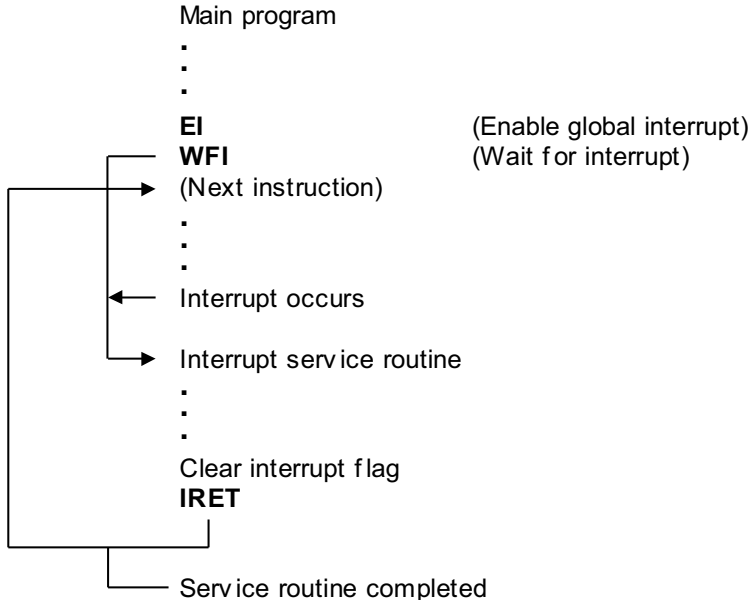 Main program
.
.
.
EI (Enable global interrupt)
WFI (Wait for interrupt)
(Next instruction)
.
.
.
Interrupt occurs
Interrupt service routine
.
.
.
Clear interrupt flag
IRET
Service routine completed